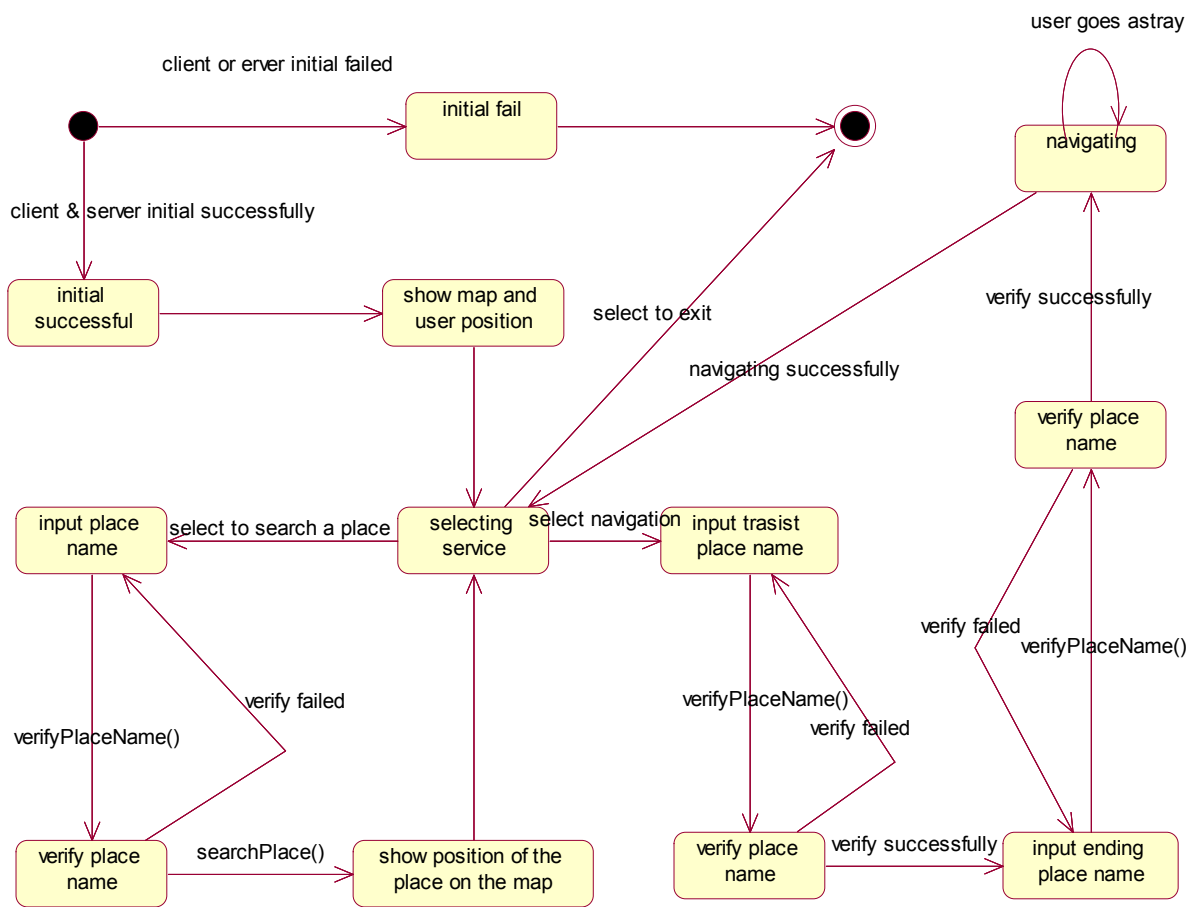 user goes astray
client or erver initial failed
initial fail
navigating
client & server initial successfully
initial
successful
show map and
user position
select to exit
verify successfully
navigating successfully
verify place
name
input place
name
select to search a place
selecting
service
select navigation
input trasist
place name
verify failed
verifyPlaceName()
verify failed
verifyPlaceName()
verifyPlaceName()
verify failed
verify place
name
searchPlace()
show position of the
place on the map
verify place
name
verify successfully
input ending
place name